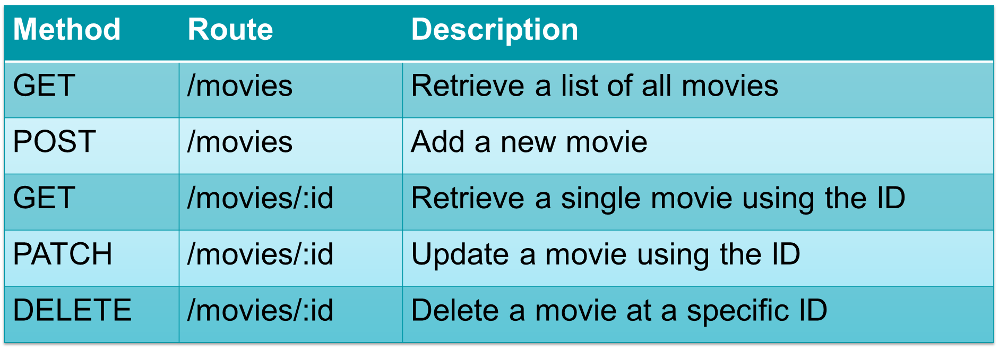 Method Route Description
GET /movies Retrieve a list of all movies
POST /movies Add a new movie
GET /movies/:id Retrieve a single movie using the ID
PATCH /movies/:id Update a movie using the ID
DELETE /movies/:id Delete a movie at a specific ID